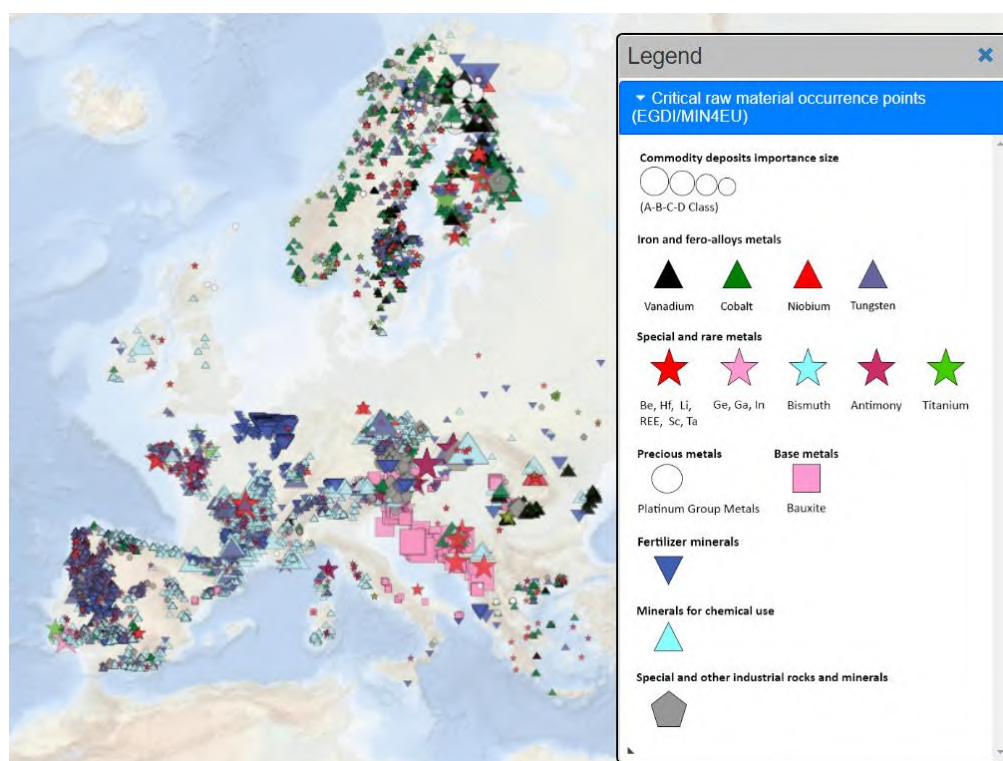 Legend
Critical raw material occurrence points
(EGDI/MIN4EU)
Commodity deposits importance size
(A-B-C-D Class)
Iron and fero-alloys metals
Vanadium Cobalt Niobium Tungsten
Special and rare metals
Be, Hf, Li, Ge, Ga, In Bismuth Antimony Titanium
REE, Sc, Ta
Precious metals Base metals
Platinum Group Metals Bauxite
Fertilizer minerals
Minerals for chemical use
Special and other industrial rocks and minerals